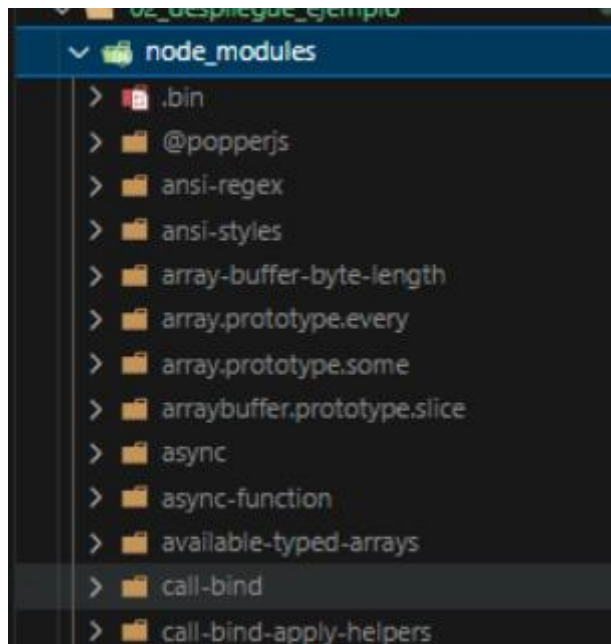 02_despliegue_ejemplo
node_modules
.bin
@popperjs
ansi-regex
ansi-styles
array-buffer-byte-length
array.prototype.every
array.prototype.some
arraybuffer.prototype.slice
async
async-function
available-typed-arrays
call-bind
call-bind-apply-helpers